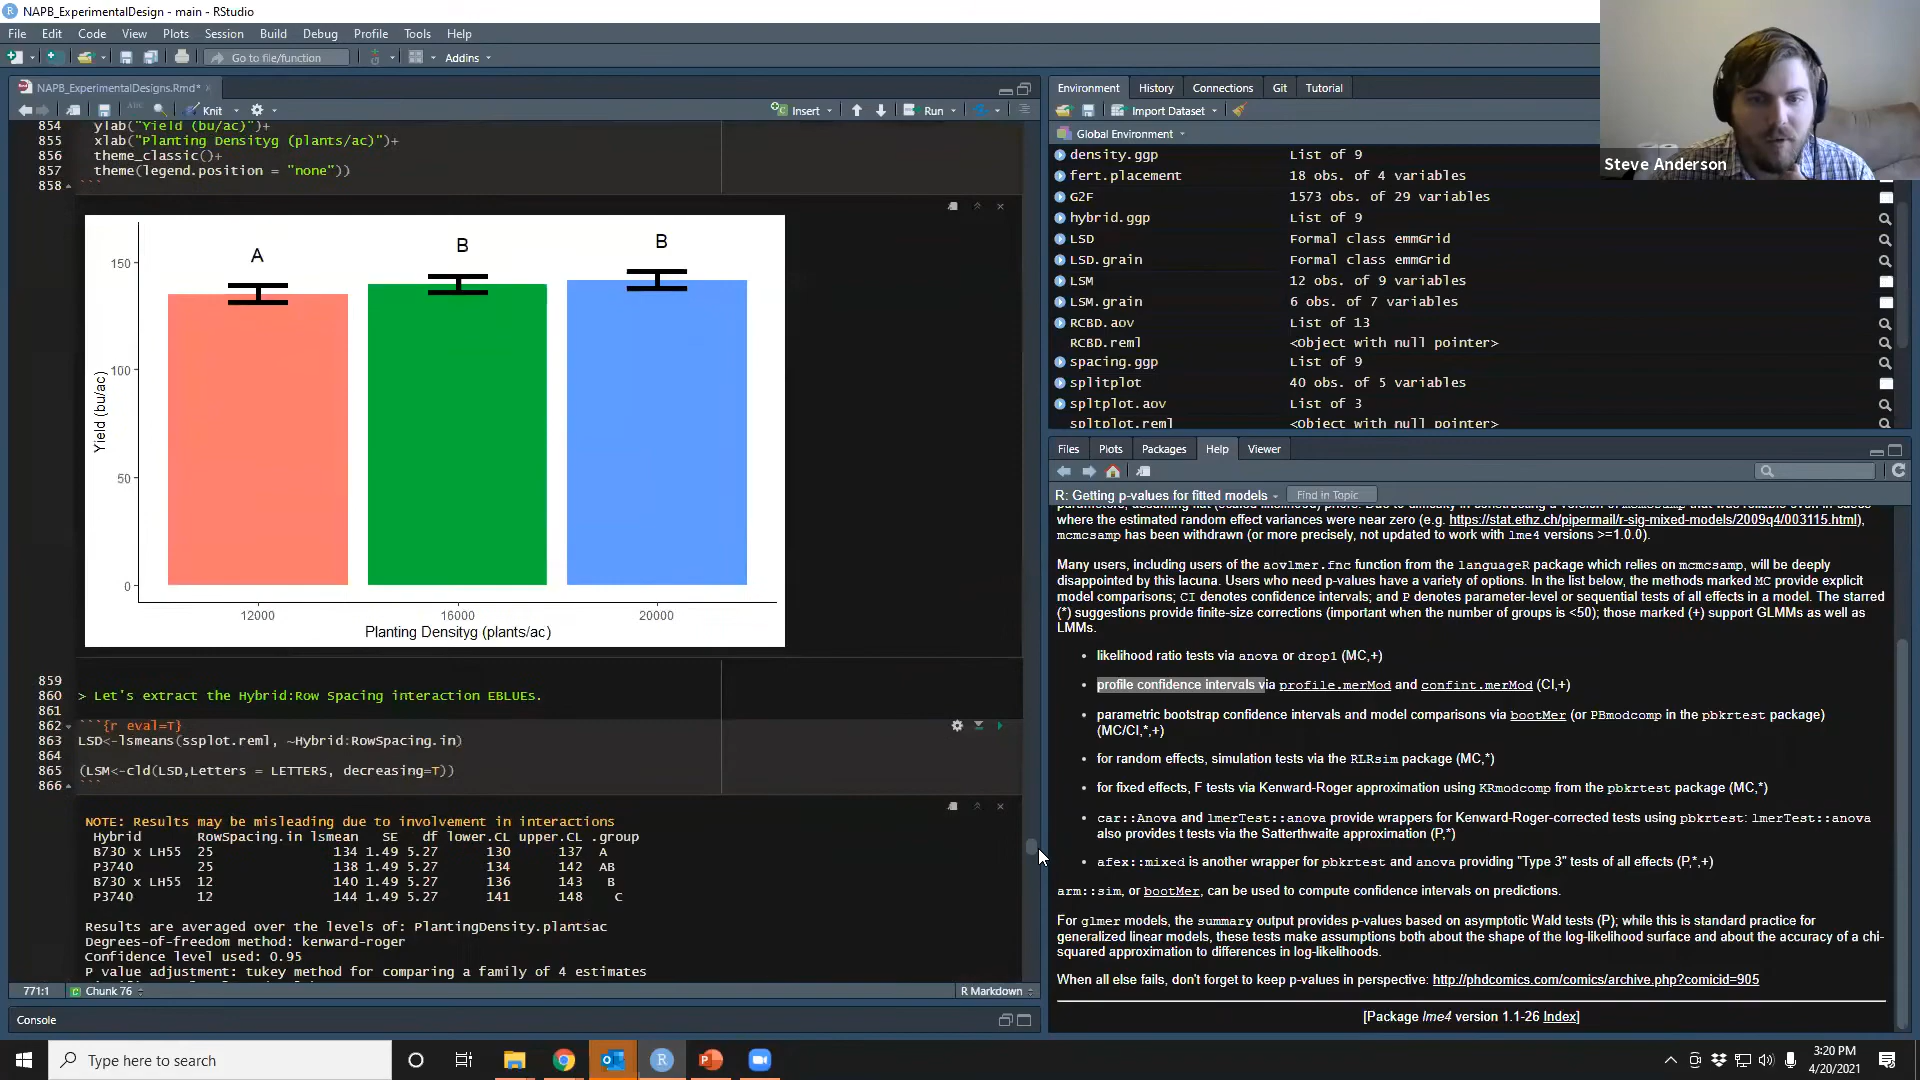 NAPB_ExperimentalDesign - main - RStudio
File Edit Code View Plots Session Build Debug Profile Tools Help
Go to file/function Addins
NAPB_ExperimentalDesigns.Rmd*
Knit Insert Run
854 ylab("Yield (bu/ac)")+
855 xlab("Planting Densityg (plants/ac)")+
856 theme_classic()+
857 theme(legend.position = "none"))
858 ```
A B B
150
100
50
0
Yield (bu/ac)
12000 16000 20000
Planting Densityg (plants/ac)
859
860 > Let's extract the Hybrid:Row Spacing interaction EBLUEs.
861
862 ```{r eval=T}
863 LSD<-lsmeans(ssplot.reml, ~Hybrid:RowSpacing.in)
864
865 (LSM<-cld(LSD,Letters = LETTERS, decreasing=T))
866 ```
NOTE: Results may be misleading due to involvement in interactions
Hybrid RowSpacing.in lsmean SE df lower.CL upper.CL .group
B730 x LH55 25 134 1.49 5.27 130 137 A
P3740 25 138 1.49 5.27 134 142 AB
B730 x LH55 12 140 1.49 5.27 136 143 B
P3740 12 144 1.49 5.27 141 148 C
Results are averaged over the levels of: PlantingDensity.plantsac
Degrees-of-freedom method: kenward-roger
Confidence level used: 0.95
P value adjustment: tukey method for comparing a family of 4 estimates
771:1 Chunk 76 R Markdown
Console
Environment History Connections Git Tutorial
Import Dataset
Global Environment
density.ggp List of 9
fert.placement 18 obs. of 4 variables
G2F 1573 obs. of 29 variables
hybrid.ggp List of 9
LSD Formal class emmGrid
LSD.grain Formal class emmGrid
LSM 12 obs. of 9 variables
LSM.grain 6 obs. of 7 variables
RCBD.aov List of 13
RCBD.reml <Object with null pointer>
spacing.ggp List of 9
splitplot 40 obs. of 5 variables
spltplot.aov List of 3
spltplot.reml <Object with null pointer>
Steve Anderson
Files Plots Packages Help Viewer
R: Getting p-values for fitted models Find in Topic
where the estimated random effect variances were near zero (e.g. https://stat.ethz.ch/pipermail/r-sig-mixed-models/2009q4/003115.html),
mcmcsamp has been withdrawn (or more precisely, not updated to work with lme4 versions >=1.0.0).
Many users, including users of the aovlmer.fnc function from the languageR package which relies on mcmcsamp, will be deeply
disappointed by this lacuna. Users who need p-values have a variety of options. In the list below, the methods marked MC provide explicit
model comparisons; CI denotes confidence intervals; and P denotes parameter-level or sequential tests of all effects in a model. The starred
(*) suggestions provide finite-size corrections (important when the number of groups is <50); those marked (+) support GLMMs as well as
LMMs.
• likelihood ratio tests via anova or drop1 (MC,+)
• profile confidence intervals via profile.merMod and confint.merMod (CI,+)
• parametric bootstrap confidence intervals and model comparisons via bootMer (or PBmodcomp in the pbkrtest package)
(MC/CI,*,+)
• for random effects, simulation tests via the RLRsim package (MC,*)
• for fixed effects, F tests via Kenward-Roger approximation using KRmodcomp from the pbkrtest package (MC,*)
• car::Anova and lmerTest::anova provide wrappers for Kenward-Roger-corrected tests using pbkrtest: lmerTest::anova
also provides t tests via the Satterthwaite approximation (P,*)
• afex::mixed is another wrapper for pbkrtest and anova providing "Type 3" tests of all effects (P,*,+)
arm::sim, or bootMer, can be used to compute confidence intervals on predictions.
For glmer models, the summary output provides p-values based on asymptotic Wald tests (P); while this is standard practice for
generalized linear models, these tests make assumptions both about the shape of the log-likelihood surface and about the accuracy of a chi-
squared approximation to differences in log-likelihoods.
When all else fails, don't forget to keep p-values in perspective: http://phdcomics.com/comics/archive.php?comicid=905
[Package lme4 version 1.1-26 Index]
Type here to search
3:20 PM
4/20/2021